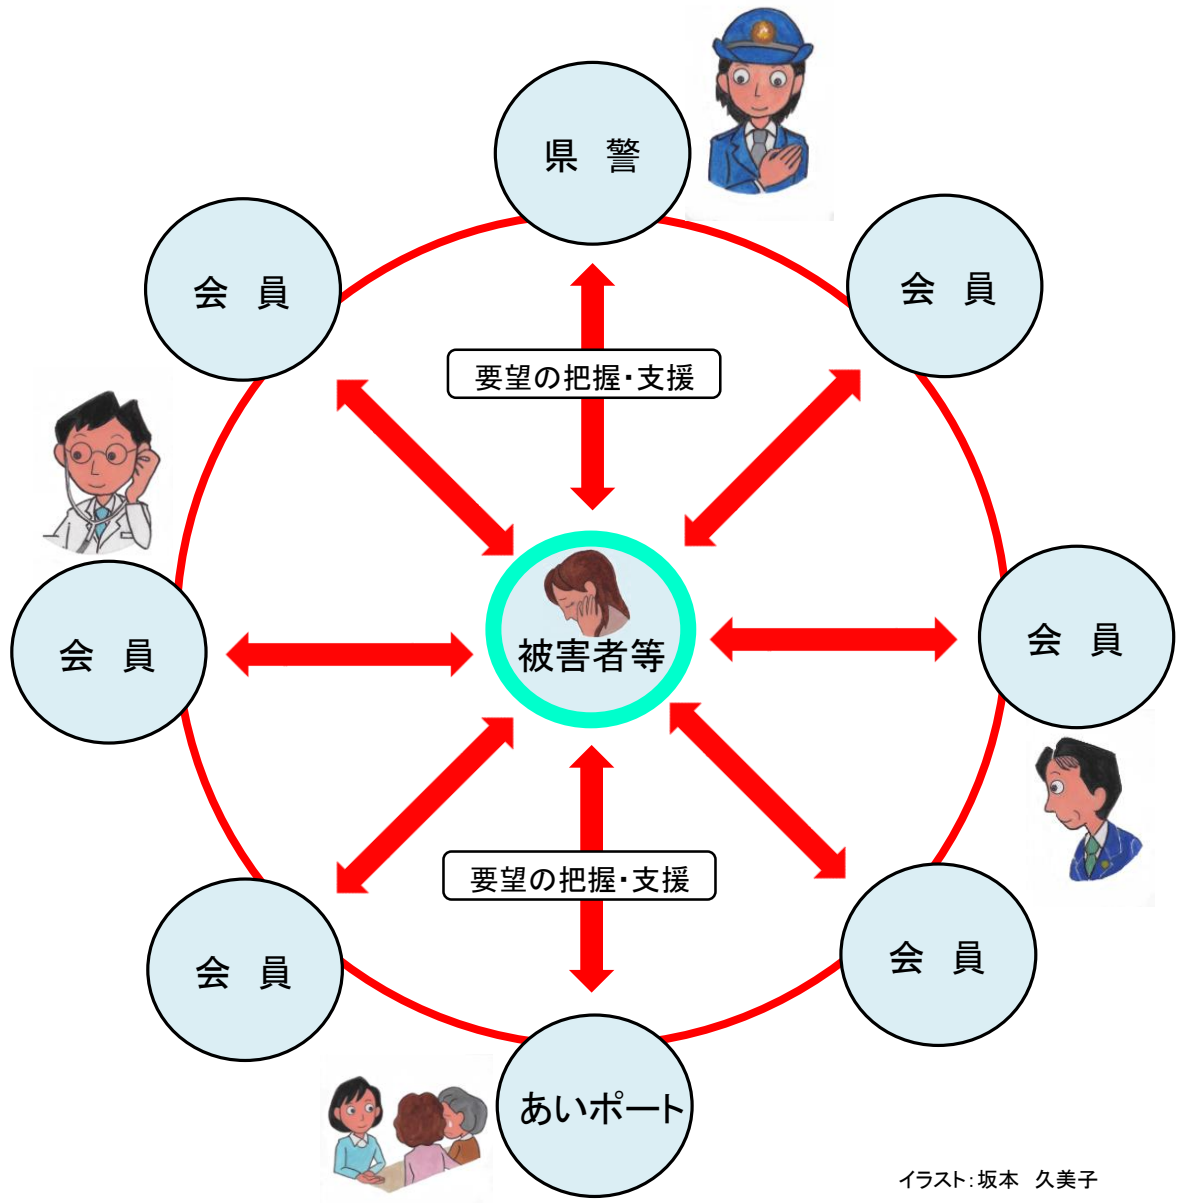 県　警
会　員
会　員
要望の把握・支援
会　員
会　員
被害者等
要望の把握・支援
会　員
会　員
あいポート
イラスト：坂本　久美子